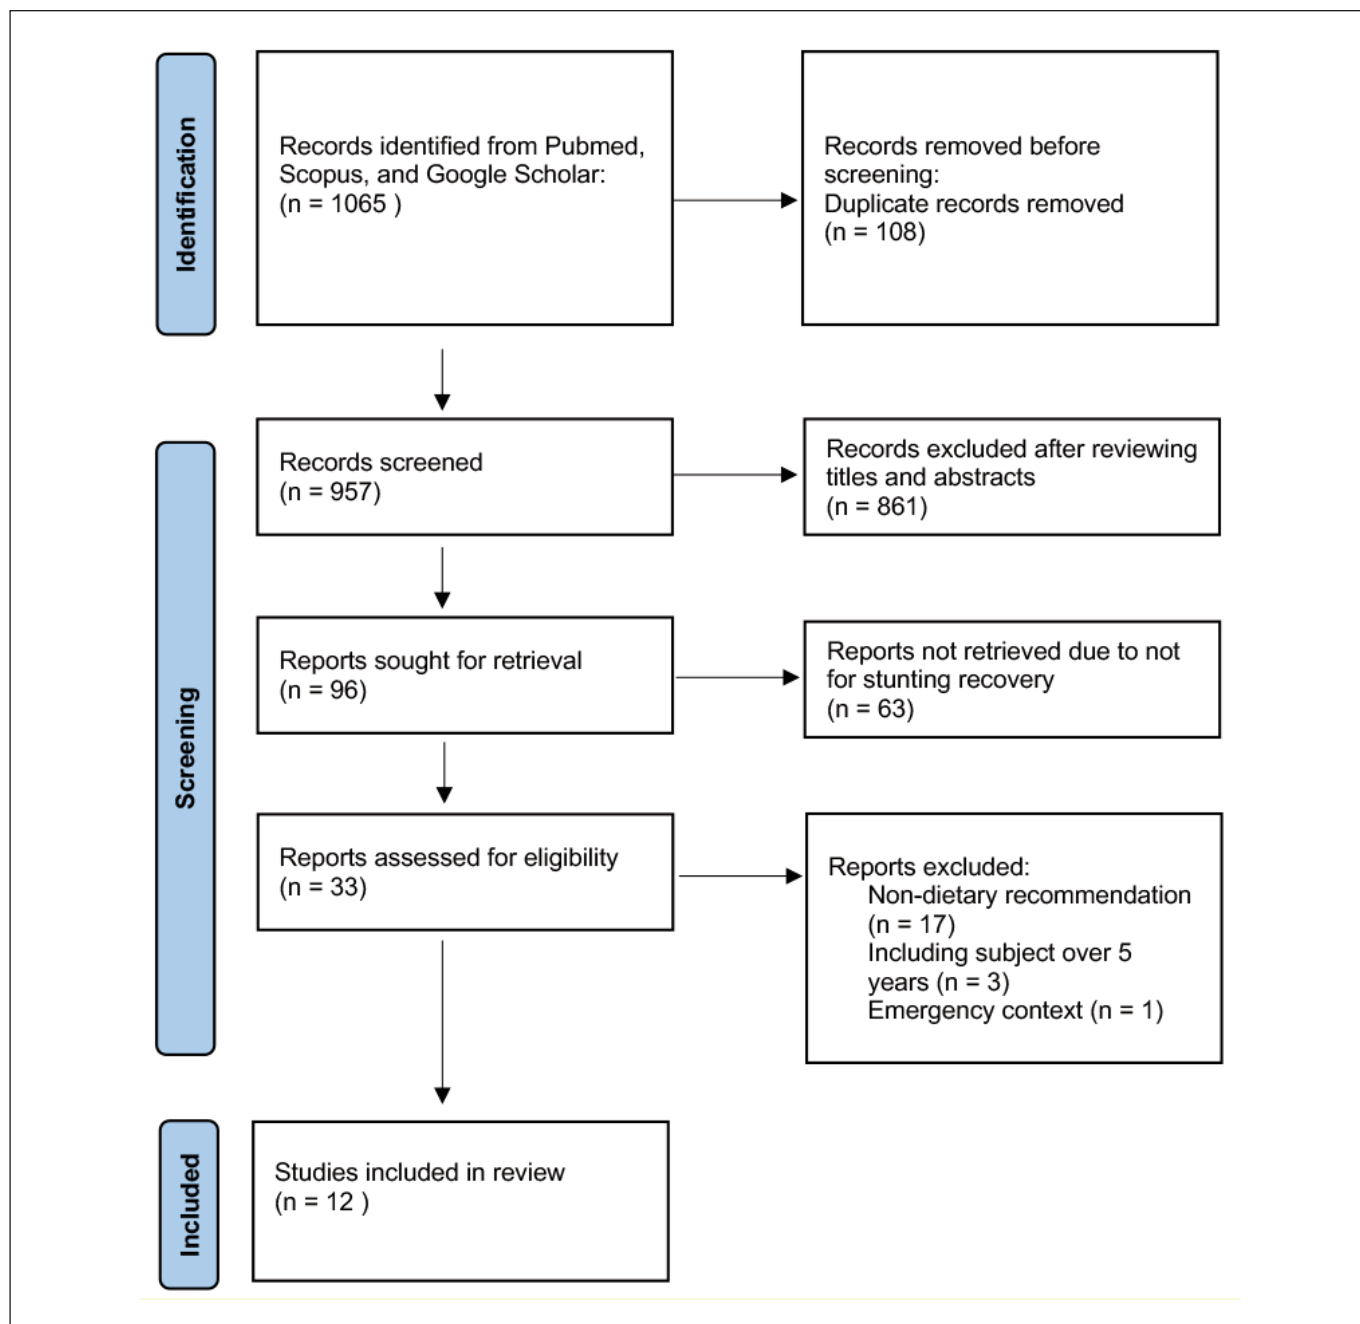 Identification
Records identified from Pubmed,
Scopus, and Google Scholar:
(n = 1065 )
Records removed before
screening:
Duplicate records removed
(n = 108)
Screening
Records screened
(n = 957)
Records excluded after reviewing
titles and abstracts
(n = 861)
Reports sought for retrieval
(n = 96)
Reports not retrieved due to not
for stunting recovery
(n = 63)
Reports assessed for eligibility
(n = 33)
Reports excluded:
Non-dietary recommendation
(n = 17)
Including subject over 5
years (n = 3)
Emergency context (n = 1)
Included
Studies included in review
(n = 12 )